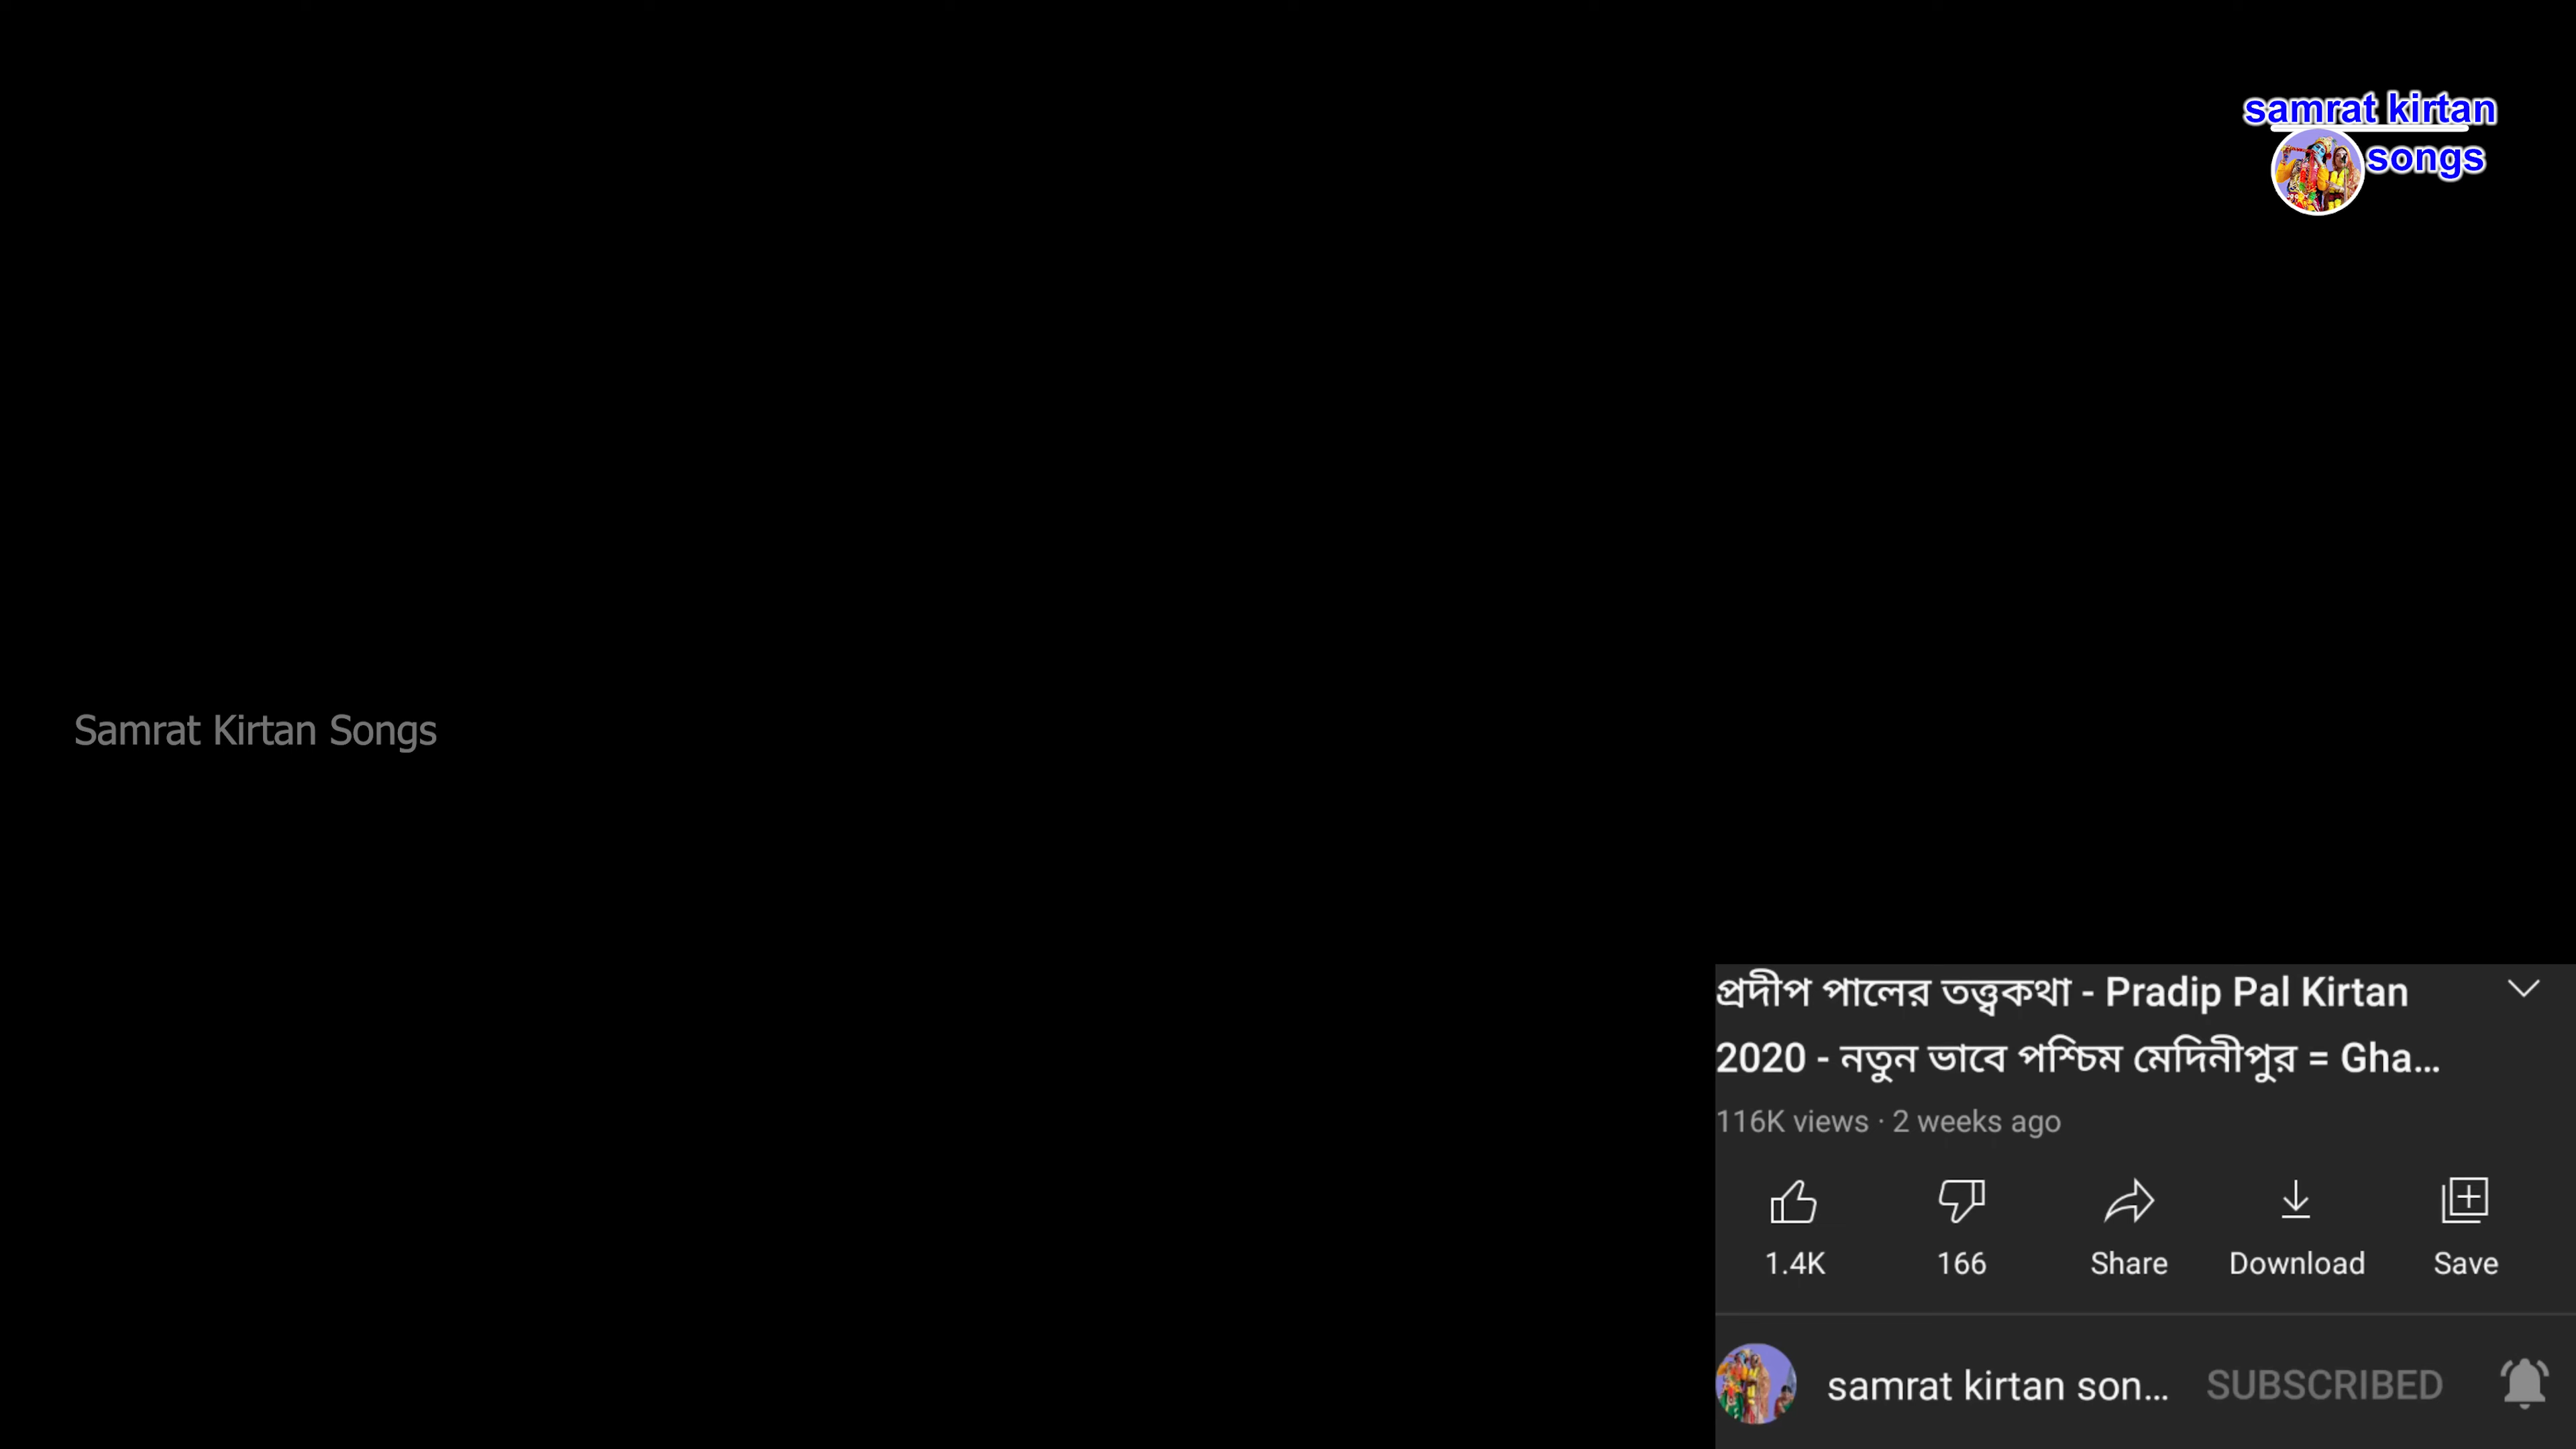 samrat kirtan
songs
Samrat Kirtan Songs
প্রদীপ পালের তত্ত্বকথা - Pradip Pal Kirtan
2020 - নতুন ভাবে পশ্চিম মেদিনীপুর = Gha...
116K views · 2 weeks ago
1.4K 166 Share Download Save
samrat kirtan son... SUBSCRIBED